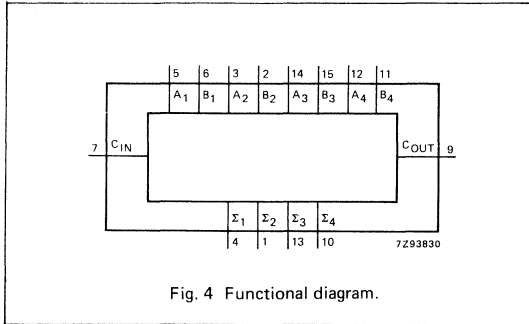 5 6 3 2 14 15 12 11
A1 B1 A2 B2 A3 B3 A4 B4
7 CIN COUT 9
Σ1 Σ2 Σ3 Σ4
4 1 13 10 7Z93830
Fig. 4 Functional diagram.